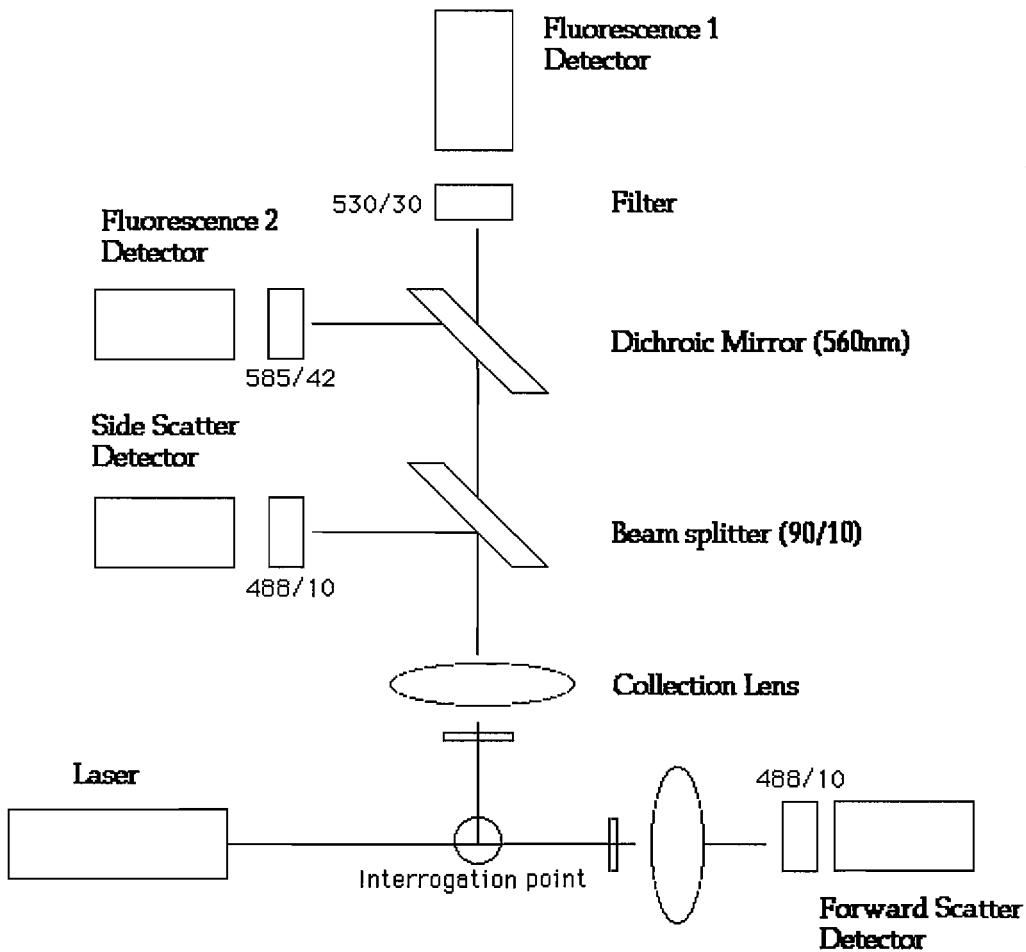 Fluorescence 1
Detector
530/30
Filter
Fluorescence 2
Detector
Dichroic Mirror (560nm)
585/42
Side Scatter
Detector
Beam splitter (90/10)
488/10
Collection Lens
Laser
488/10
Interrogation point
Forward Scatter
Detector